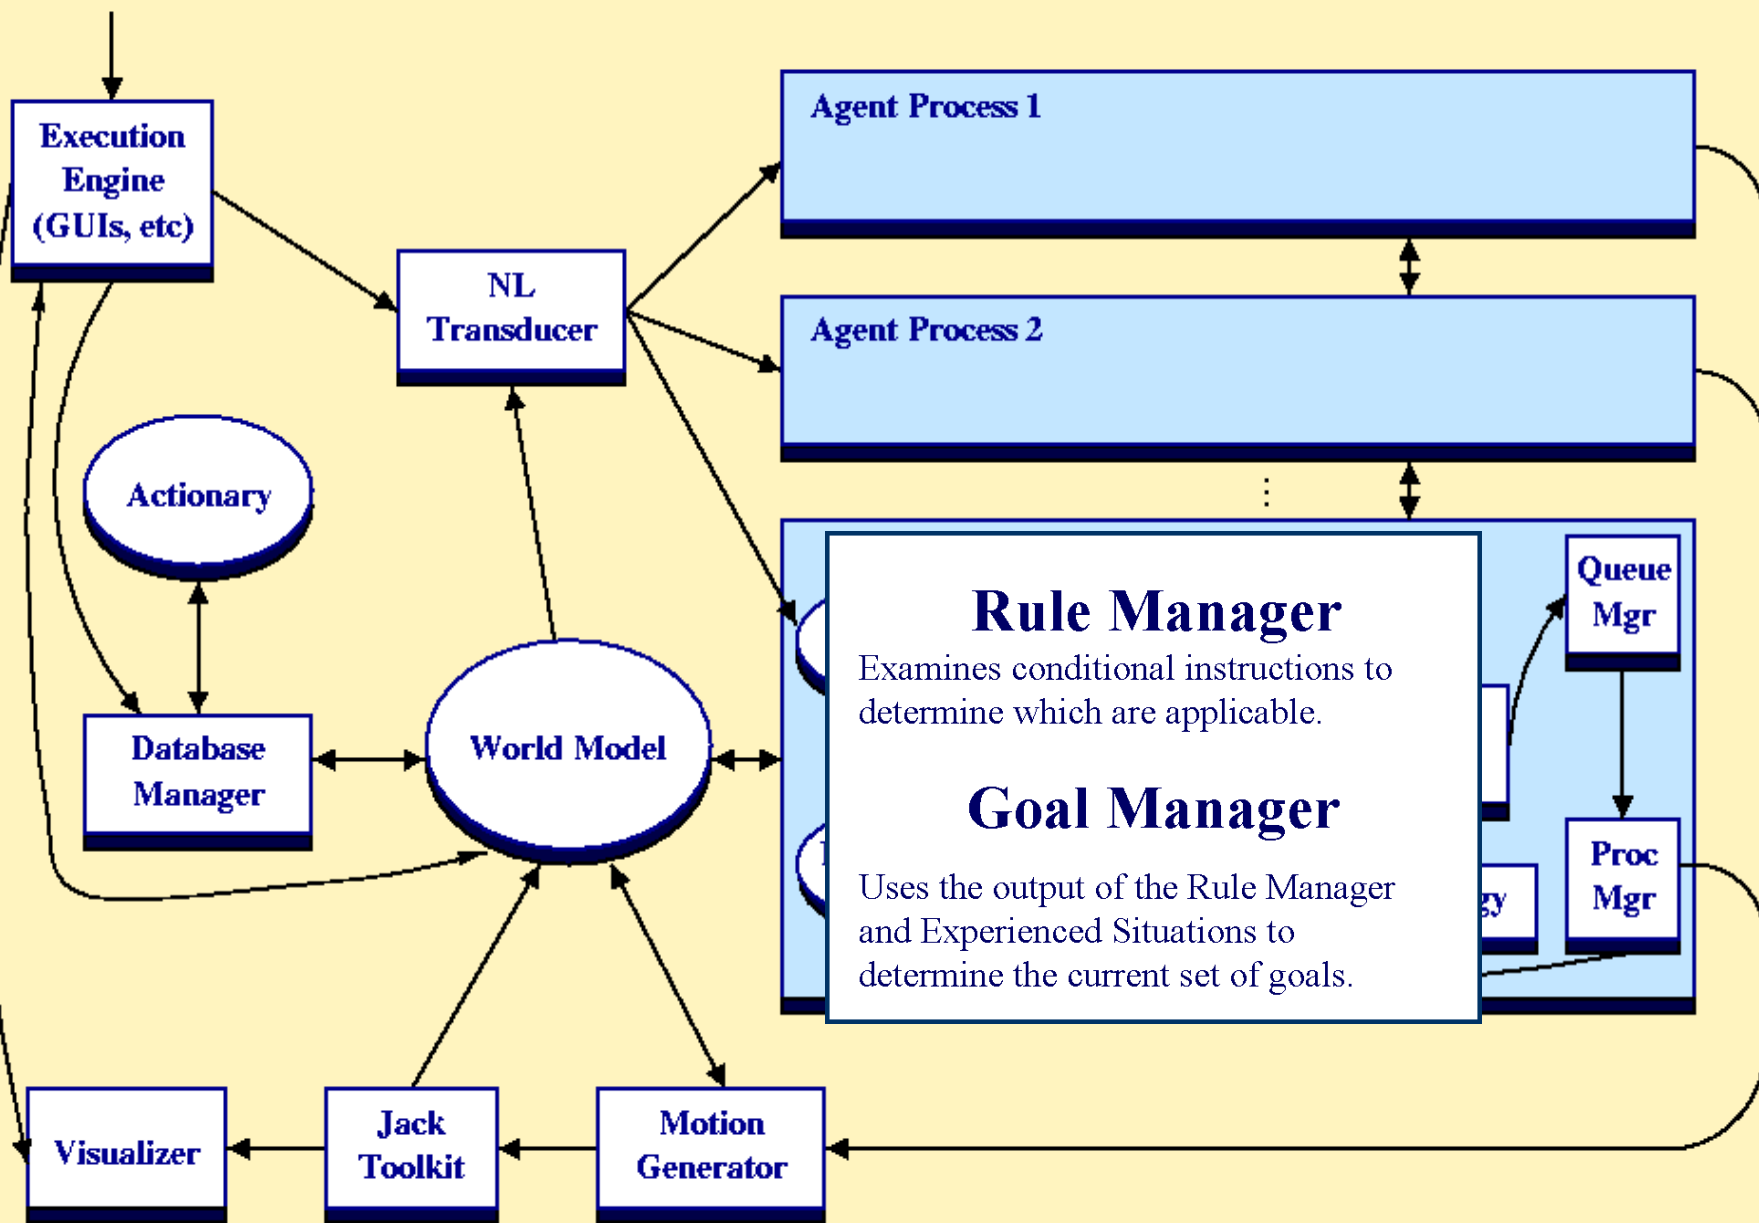 Agent Process 1
Execution
Engine
(GUIs, etc)
NL
Transducer
Agent Process 2
Actionary
Queue
Mgr
Rule Manager
Examines conditional instructions to
determine which are applicable.
Database
Manager
World Model
Goal Manager
Proc
Mgr
Uses the output of the Rule Manager
and Experienced Situations to
determine the current set of goals.
gy
Visualizer
Jack
Toolkit
Motion
Generator